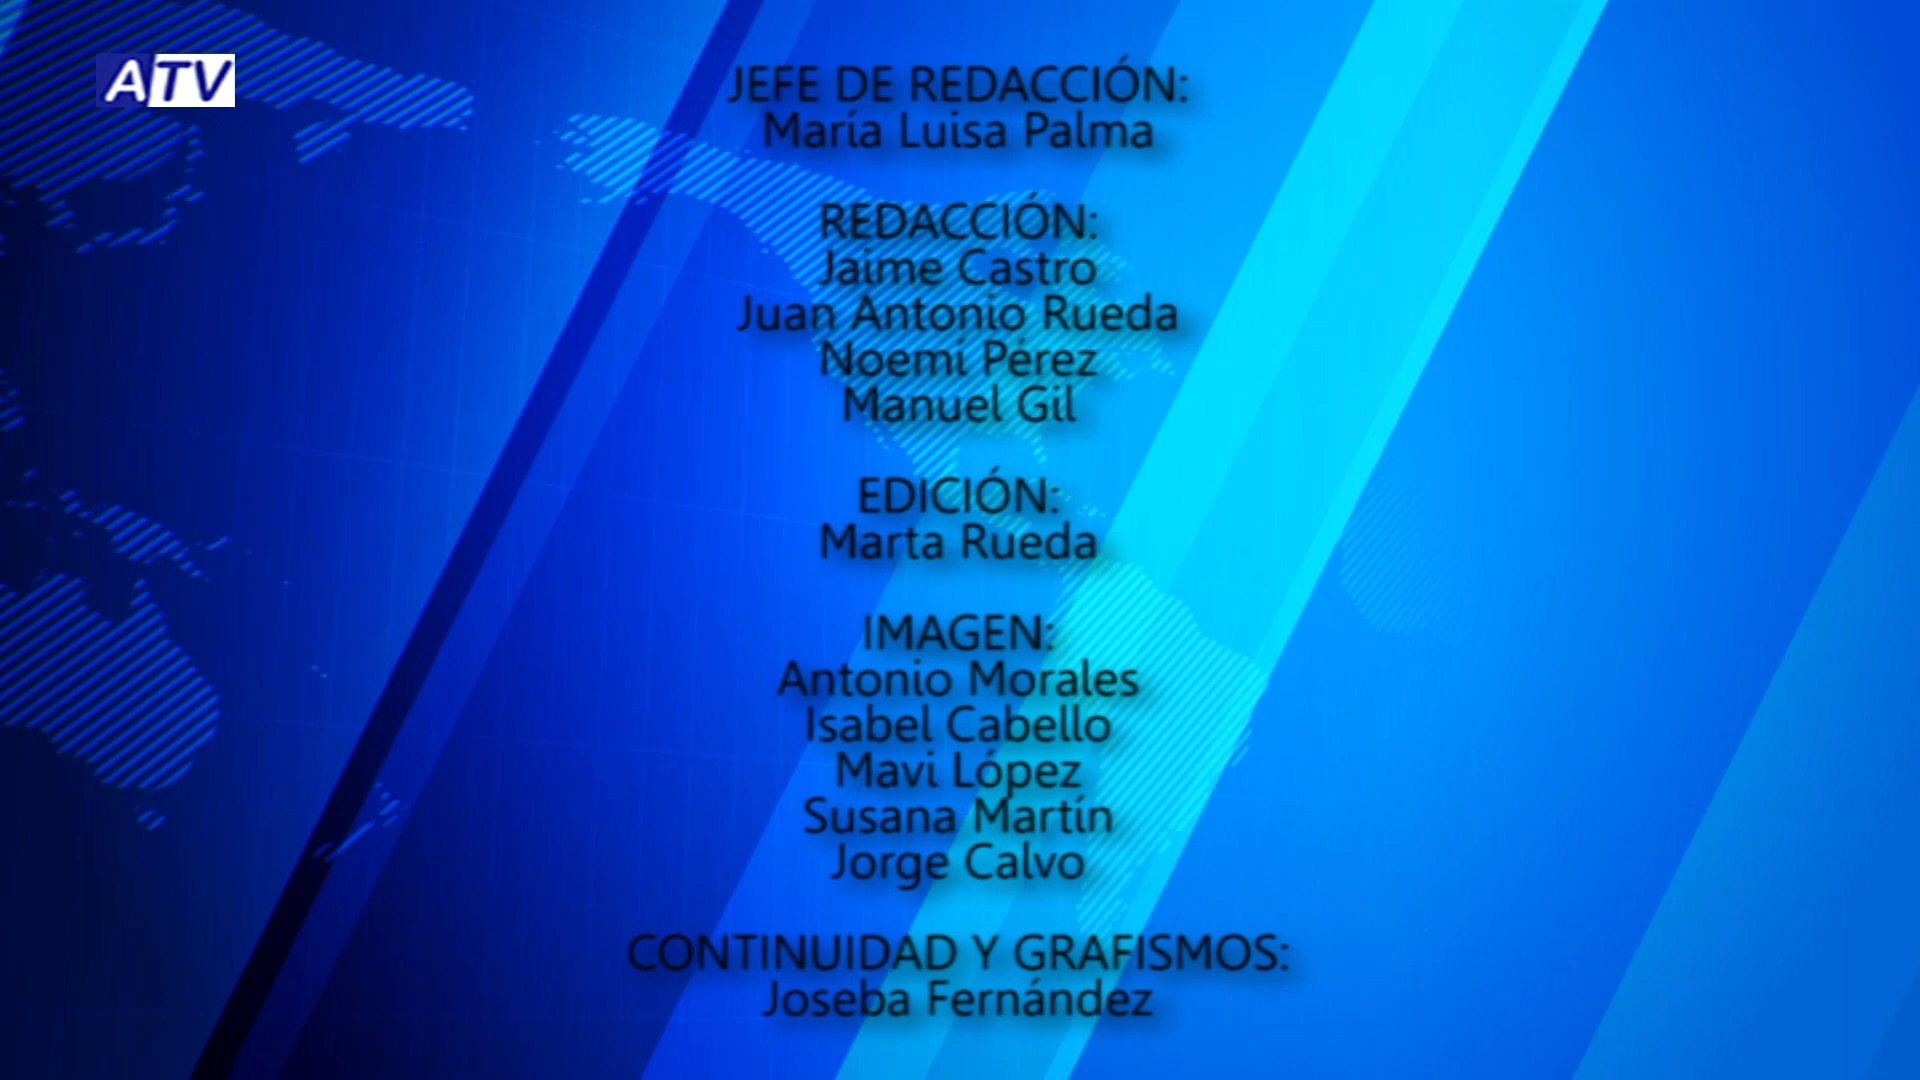 ATV
JEFE DE REDACCIÓN:
María Luisa Palma
REDACCIÓN:
Jaime Castro
Juan Antonio Rueda
Noemí Pérez
Manuel Gil
EDICIÓN:
Marta Rueda
IMAGEN:
Antonio Morales
Isabel Cabello
Mavi López
Susana Martín
Jorge Calvo
CONTINUIDAD Y GRAFISMOS:
Joseba Fernández